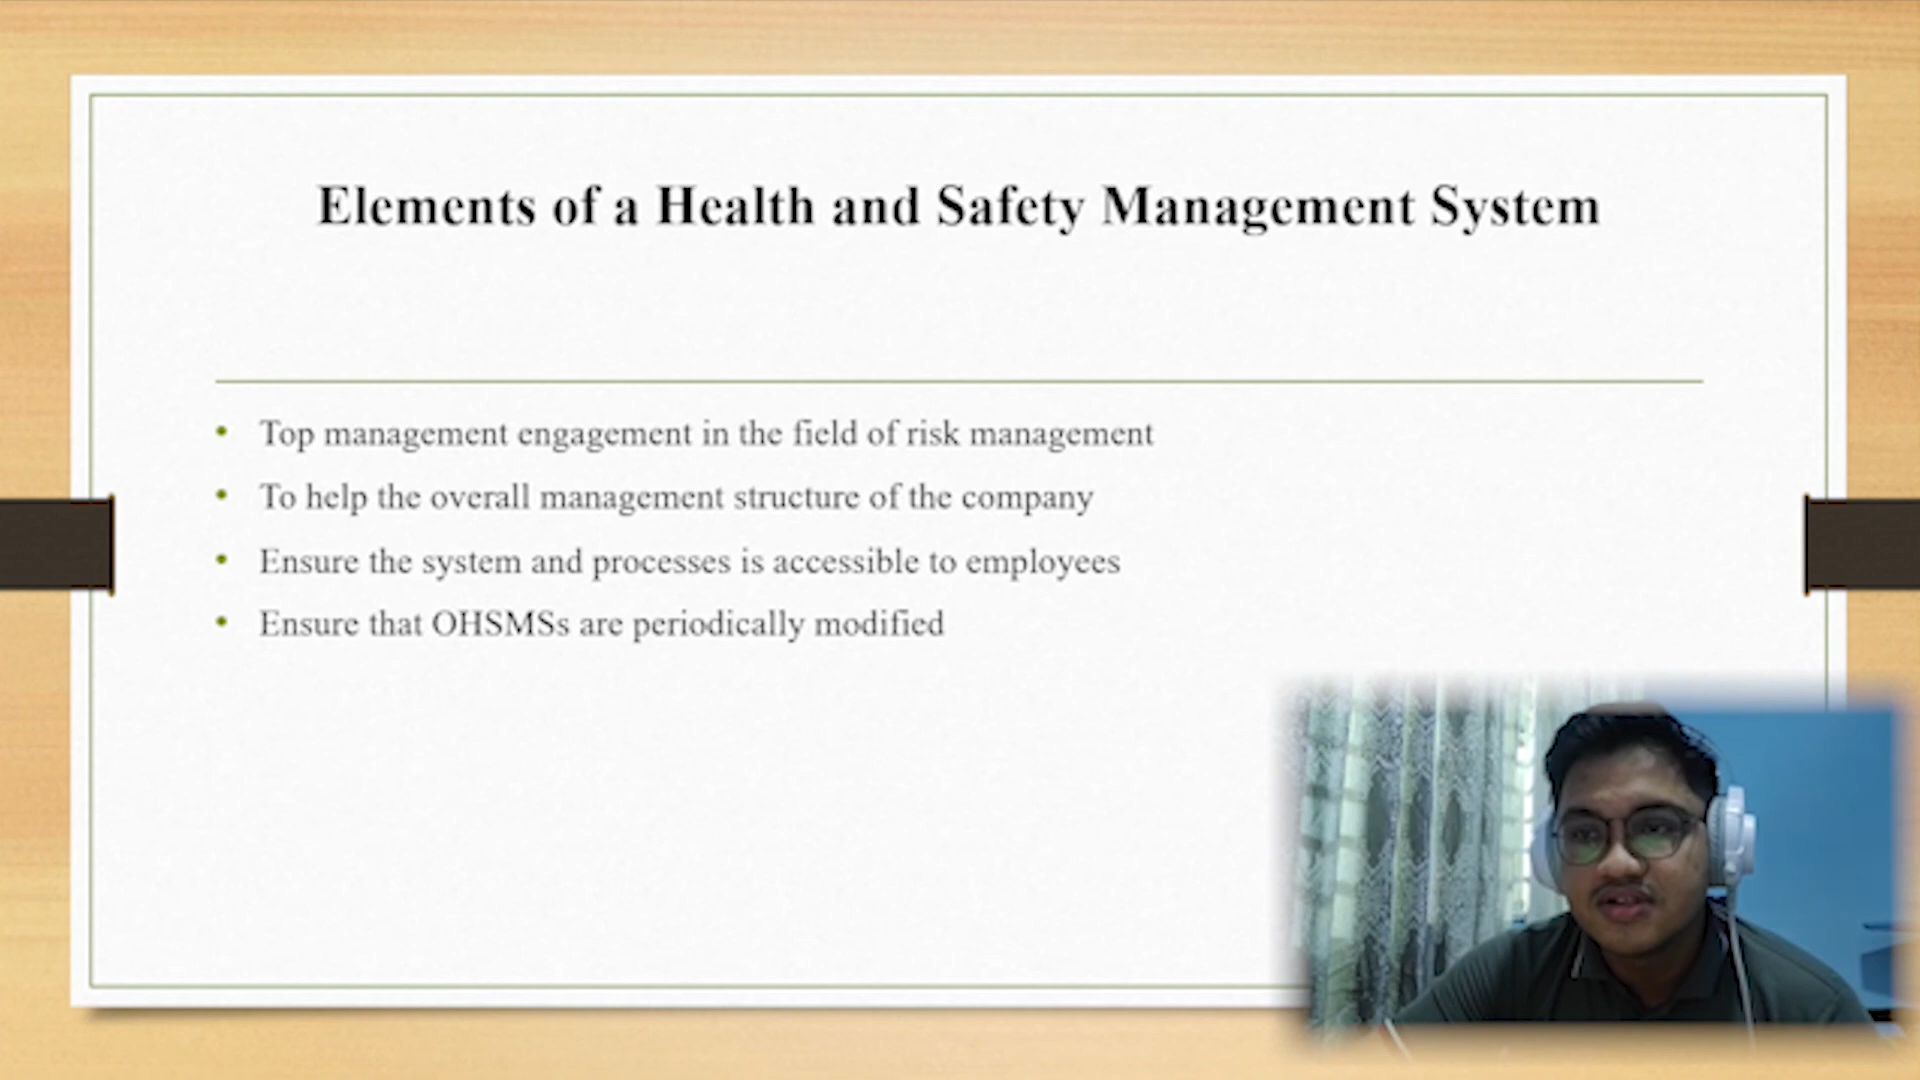 Elements of a Health and Safety Management System
• Top management engagement in the field of risk management
• To help the overall management structure of the company
• Ensure the system and processes is accessible to employees
• Ensure that OHSMSs are periodically modified